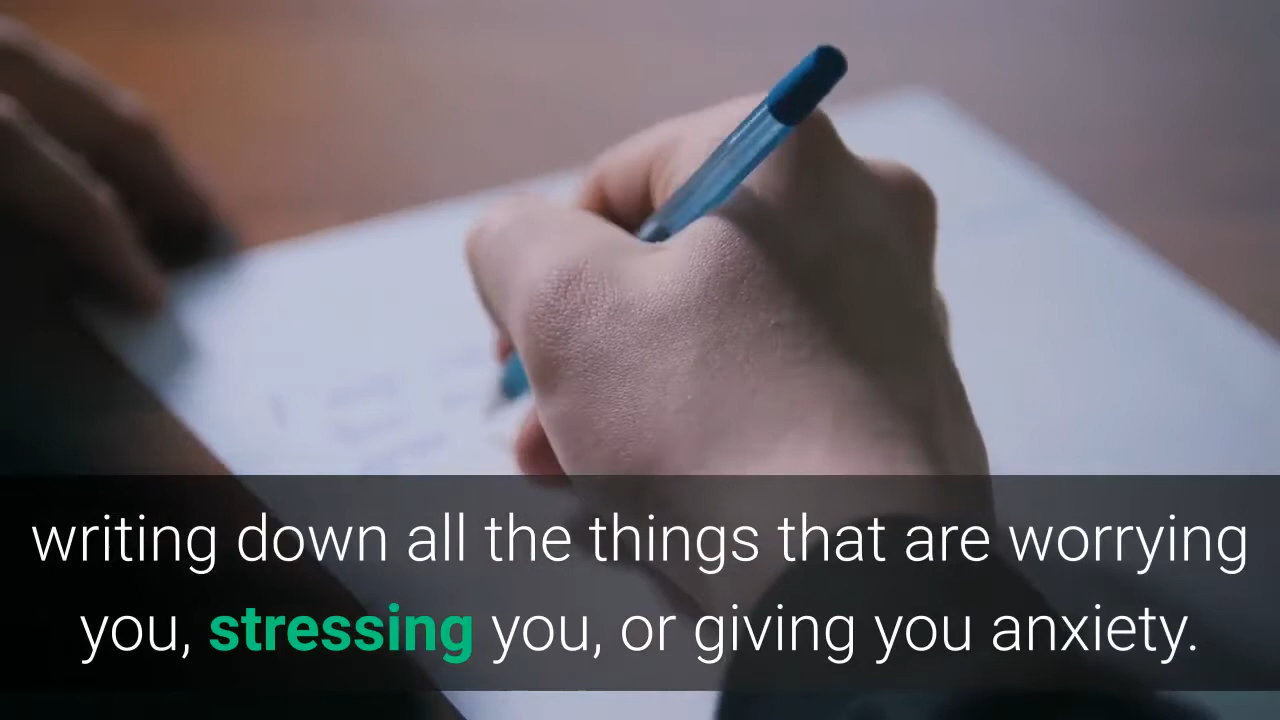 writing down all the things that are worrying
you, stressing you, or giving you anxiety.